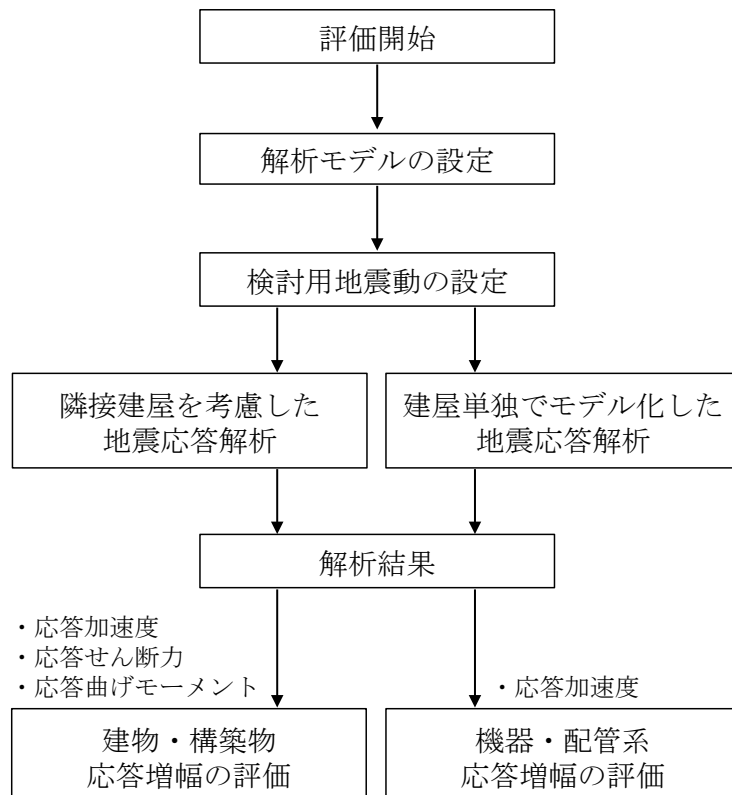 評価開始
解析モデルの設定
検討用地震動の設定
隣接建屋を考慮した
地震応答解析
建屋単独でモデル化した
地震応答解析
解析結果
・応答加速度
・応答せん断力
・応答曲げモーメント
・応答加速度
建物・構築物
応答増幅の評価
機器・配管系
応答増幅の評価